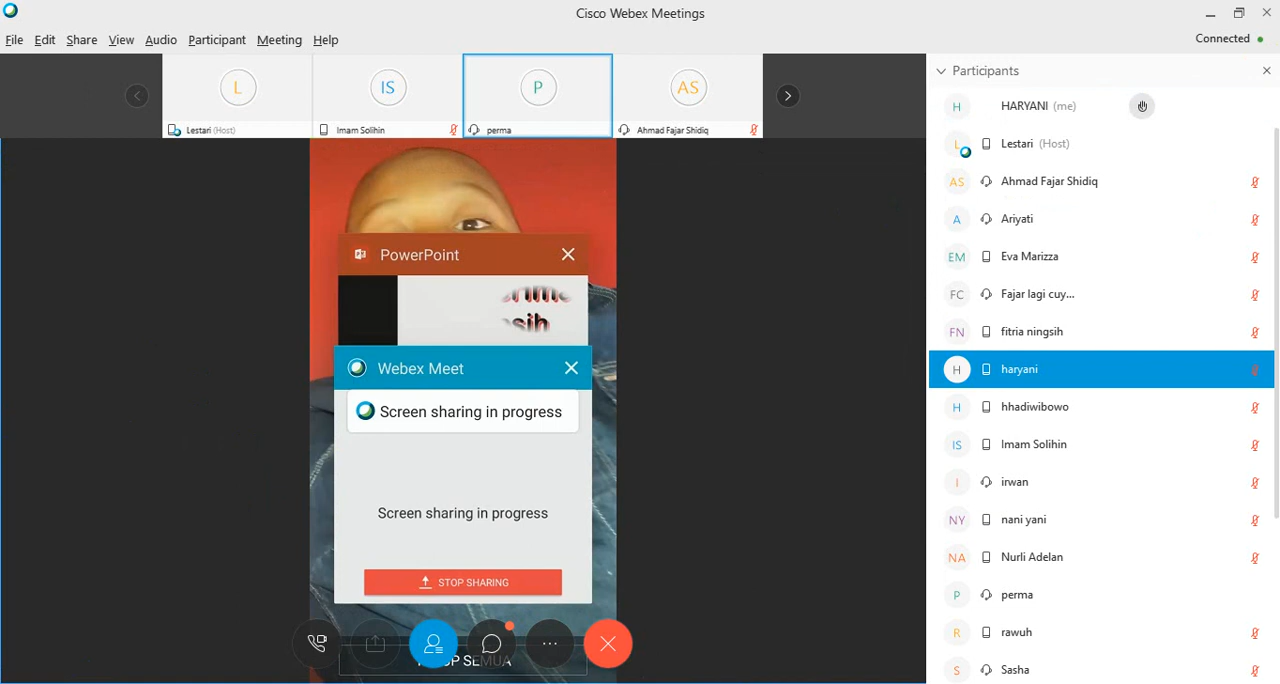 Cisco Webex Meetings
File Edit Share View Audio Participant Meeting Help
Connected
L
Lestari (Host)
IS
Imam Solihin
P
perma
AS
Ahmad Fajar Shidiq
PowerPoint
Webex Meet
Screen sharing in progress
Screen sharing in progress
STOP SHARING
SEMUA
Participants
H HARYANI (me)
L Lestari (Host)
AS Ahmad Fajar Shidiq
A Ariyati
EM Eva Marizza
FC Fajar lagi cuy...
FN fitria ningsih
H haryani
H hhadiwibowo
IS Imam Solihin
I irwan
NY nani yani
NA Nurli Adelan
P perma
R rawuh
S Sasha